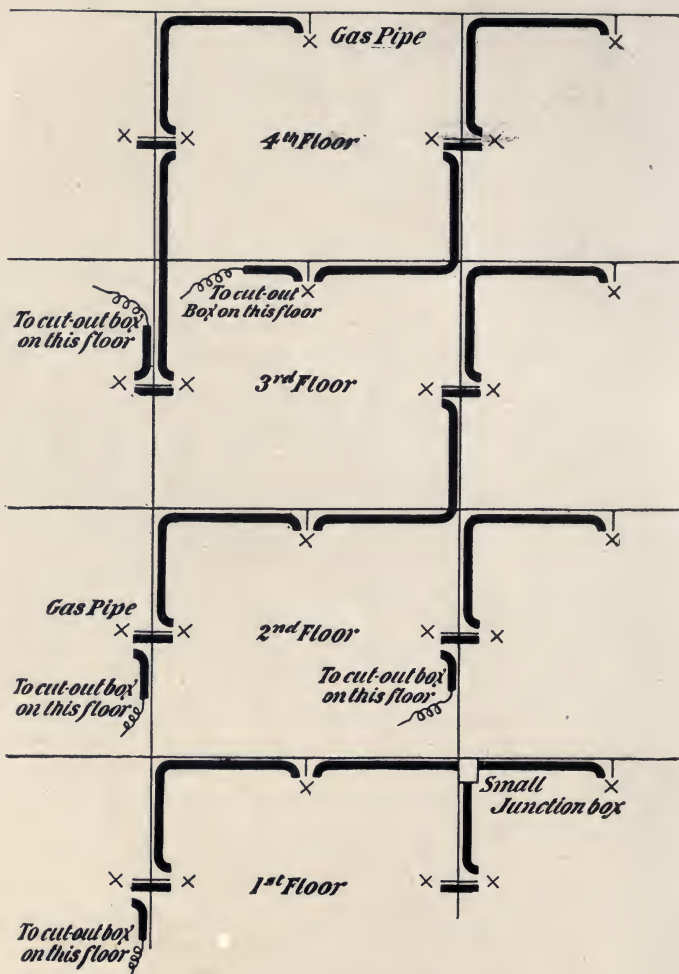 Gas Pipe
4th Floor
To cut-out box
on this floor
To cut-out
Box on this floor
3rd Floor
Gas Pipe
2nd Floor
To cut-out box
on this floor
To cut-out box
on this floor
Small
Junction box
1st Floor
To cut-out box
on this floor